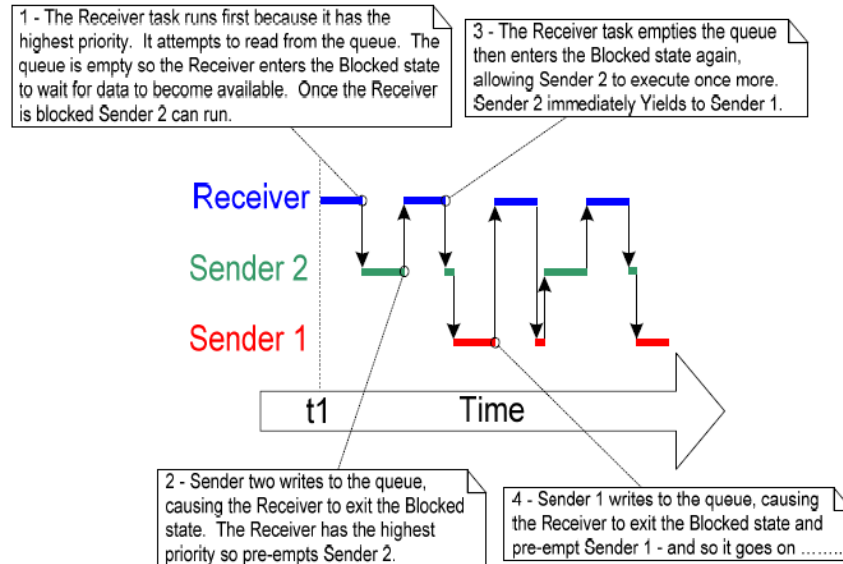 1 - The Receiver task runs first because it has the
highest priority.  It attempts to read from the queue.  The
queue is empty so the Receiver enters the Blocked state
to wait for data to become available.  Once the Receiver
is blocked Sender 2 can run.
3 - The Receiver task empties the queue
then enters the Blocked state again,
allowing Sender 2 to execute once more.
Sender 2 immediately Yields to Sender 1.
Receiver
Sender 2
Sender 1
t1
Time
2 - Sender two writes to the queue,
causing the Receiver to exit the Blocked
state.  The Receiver has the highest
priority so pre-empts Sender 2.
4 - Sender 1 writes to the queue, causing
the Receiver to exit the Blocked state and
pre-empt Sender 1 - and so it goes on ........